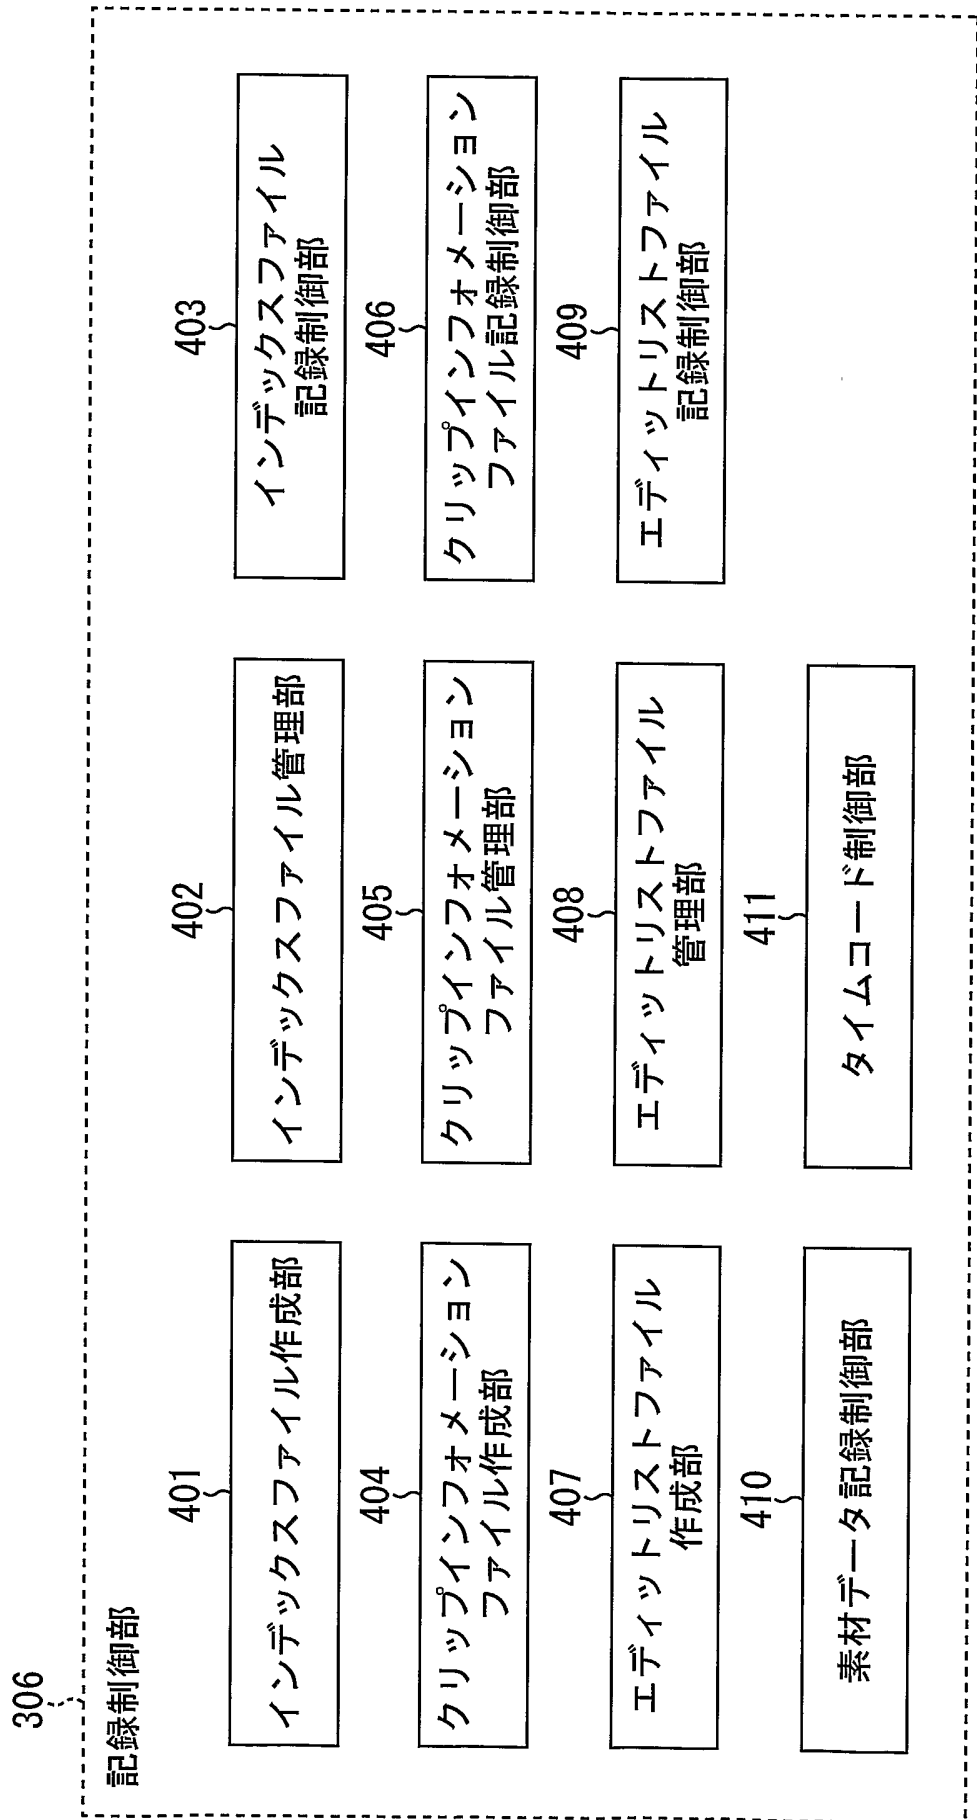 306
記録制御部
401
インデックスファイル作成部
402
インデックスファイル管理部
403
インデックスファイル
記録制御部
404
クリップインフォメーション
ファイル作成部
405
クリップインフォメーション
ファイル管理部
406
クリップインフォメーション
ファイル記録制御部
407
エディットリストファイル
作成部
408
エディットリストファイル
管理部
409
エディットリストファイル
記録制御部
410
素材データ記録制御部
411
タイムコード制御部